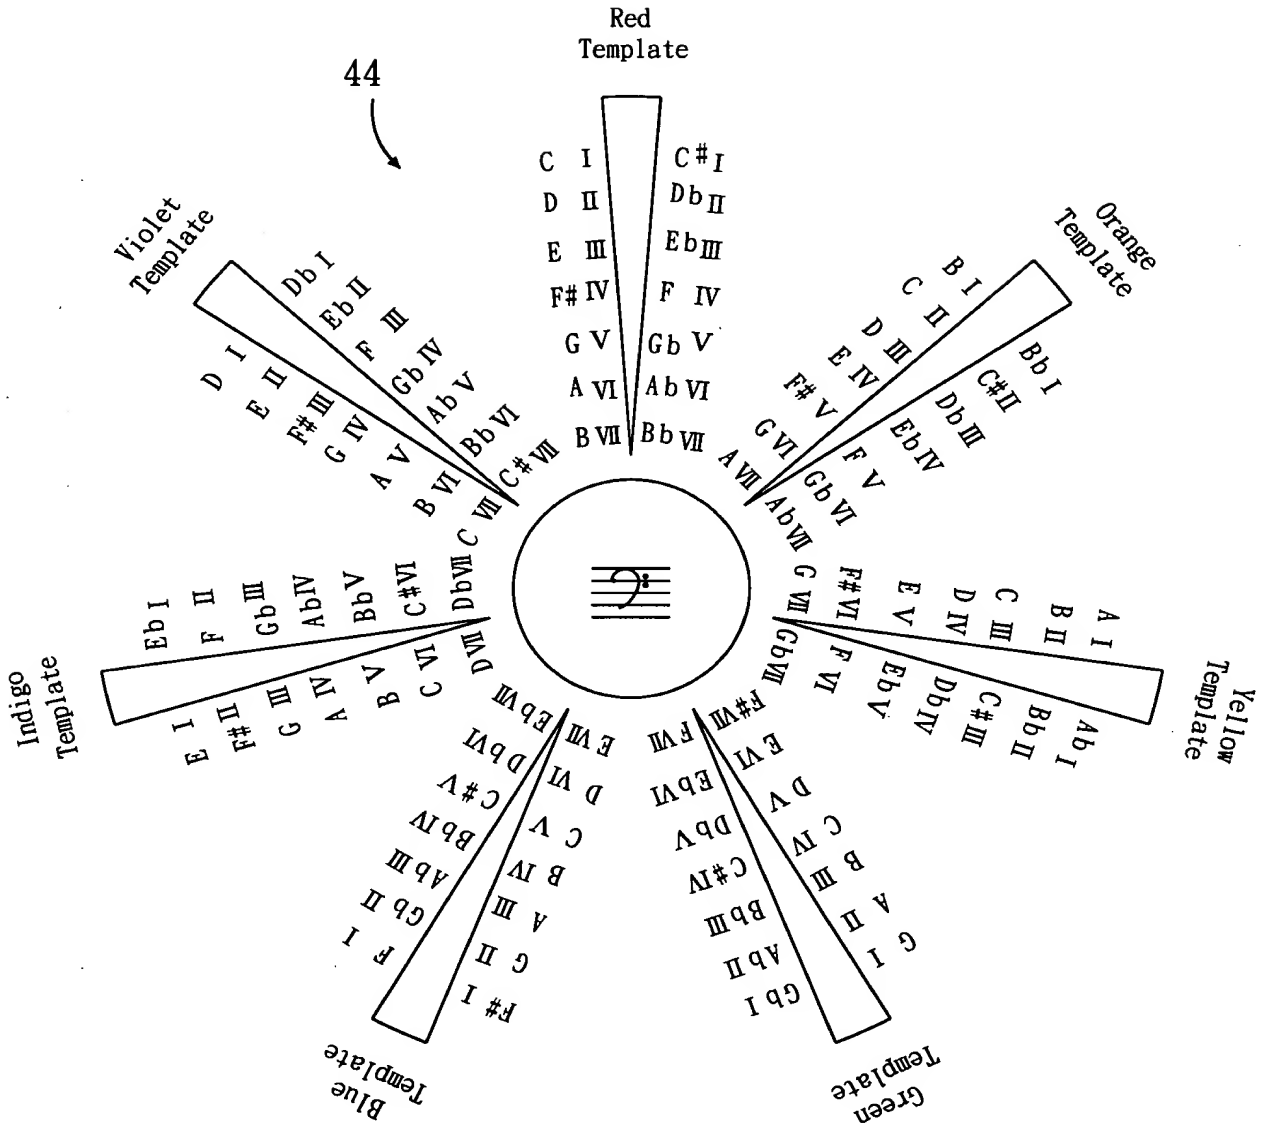 Red
Template
44
C I
D II
E III
F# IV
G V
A VI
B VII
C# I
Db II
Eb III
F IV
Gb V
Ab VI
Bb VII
Orange
Template
B I
C II
D III
E IV
F# V
G VI
A VII
Bb I
C# II
Db III
Eb IV
F V
Gb VI
Ab VII
Yellow
Template
A I
B II
C III
D IV
E V
F# VI
G VII
Ab I
Bb II
C# III
Db IV
Eb V
F VI
Gb VII
Green
Template
G I
A II
B III
C IV
D V
E VI
F# VII
Gb I
Ab II
Bb III
C# IV
Db V
Eb VI
F VII
Blue
Template
F# I
G II
A III
B IV
C V
D VI
E VII
F I
Gb II
Ab III
Bb IV
C# V
Db VI
Eb VII
Indigo
Template
E I
F# II
G III
A IV
B V
C VI
D VII
Eb I
F II
Gb III
Ab IV
Bb V
C# VI
Db VII
Violet
Template
D I
E II
F# III
G IV
A V
B VI
C VII
Db I
Eb II
F III
Gb IV
Ab V
Bb VI
C# VII